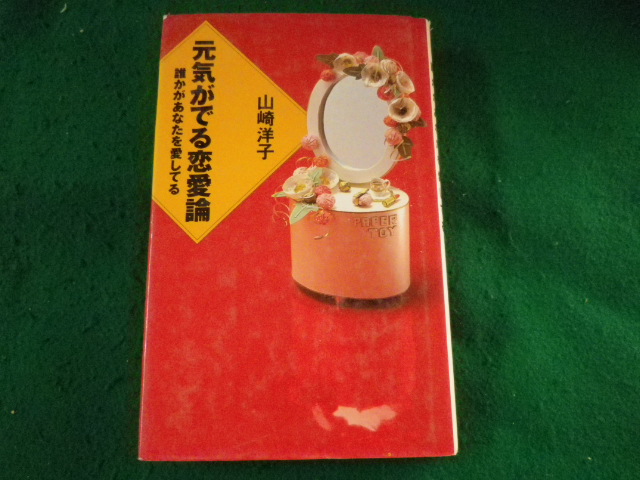 元気がでる恋愛論
誰かがあなたを愛してる
山崎洋子
TOY